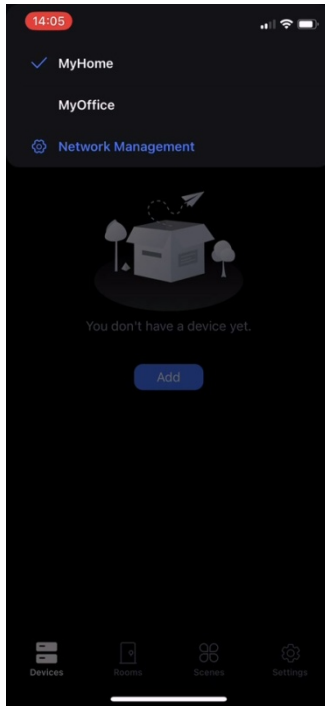 14:05
MyHome
MyOffice
Network Management
You don't have a device yet.
Add
Devices Rooms Scenes Settings